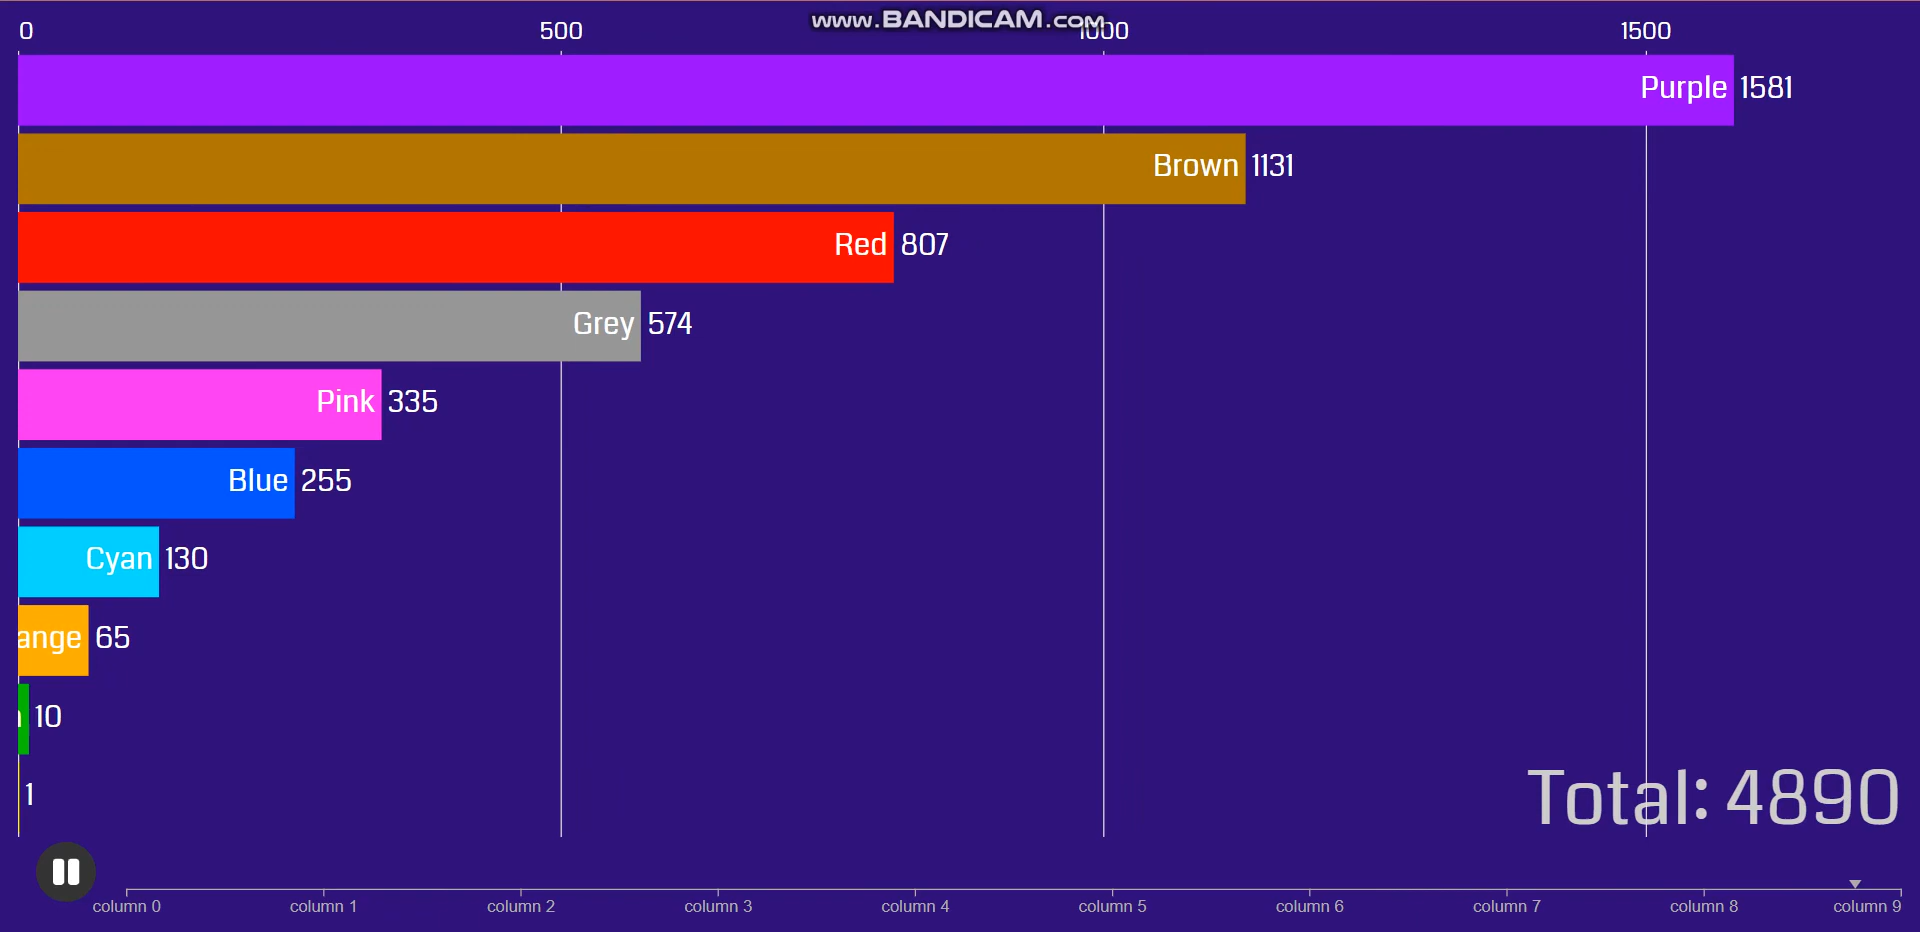 www.BANDICAM.com
0 500 1000 1500
Purple 1581
Brown 1131
Red 807
Grey 574
Pink 335
Blue 255
Cyan 130
ange 65
n 10
1
Total: 4890
column 0 column 1 column 2 column 3 column 4 column 5 column 6 column 7 column 8 column 9